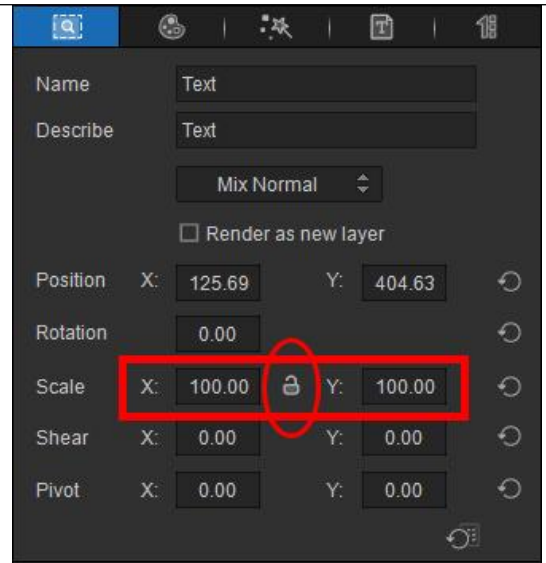 Name Text
Describe Text
Mix Normal
Render as new layer
Position X: 125.69 Y: 404.63
Rotation 0.00
Scale X: 100.00 Y: 100.00
Shear X: 0.00 Y: 0.00
Pivot X: 0.00 Y: 0.00